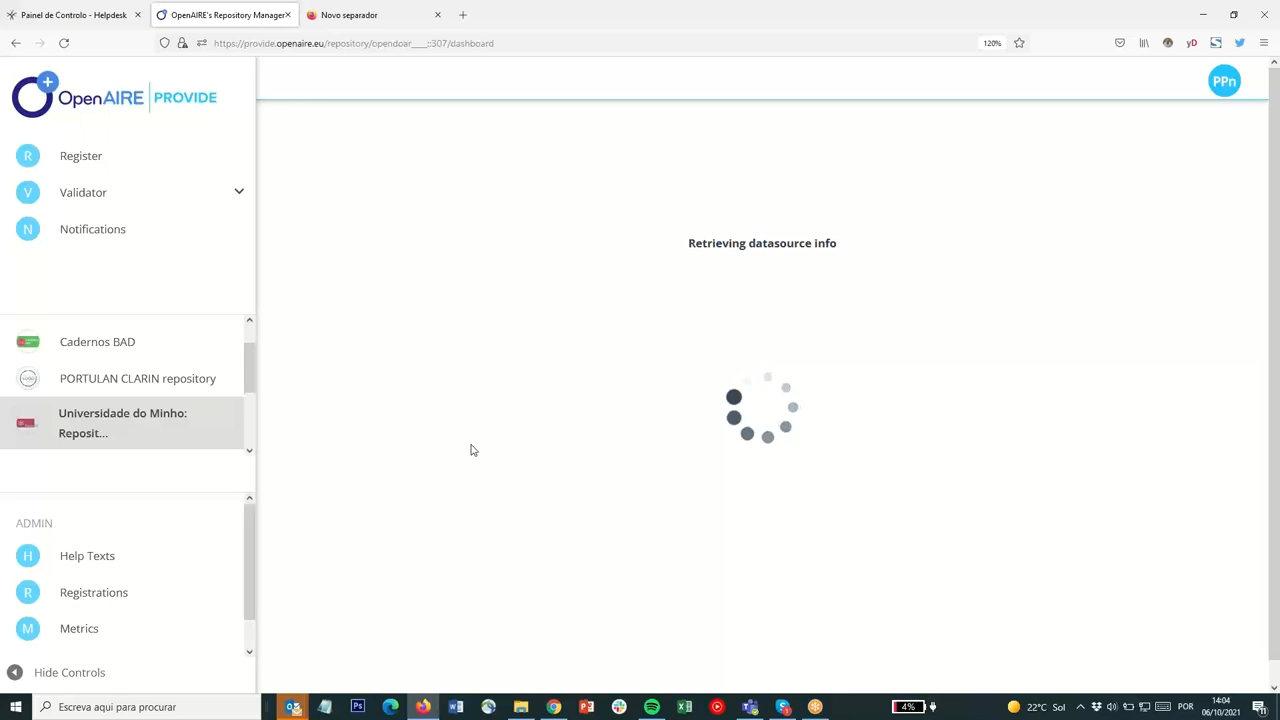 Painel de Controlo - Helpdesk
OpenAIRE's Repository Manager
Novo separador
https://provide.openaire.eu/repository/opendoar____::307/dashboard
120%
yD
OpenAIRE PROVIDE
PPn
R Register
V Validator
N Notifications
Retrieving datasource info
Cadernos BAD
PORTULAN CLARIN repository
Universidade do Minho:
Reposit...
ADMIN
H Help Texts
R Registrations
M Metrics
Hide Controls
Escreva aqui para procurar
4%
22°C Sol
POR
14:04
06/10/2021